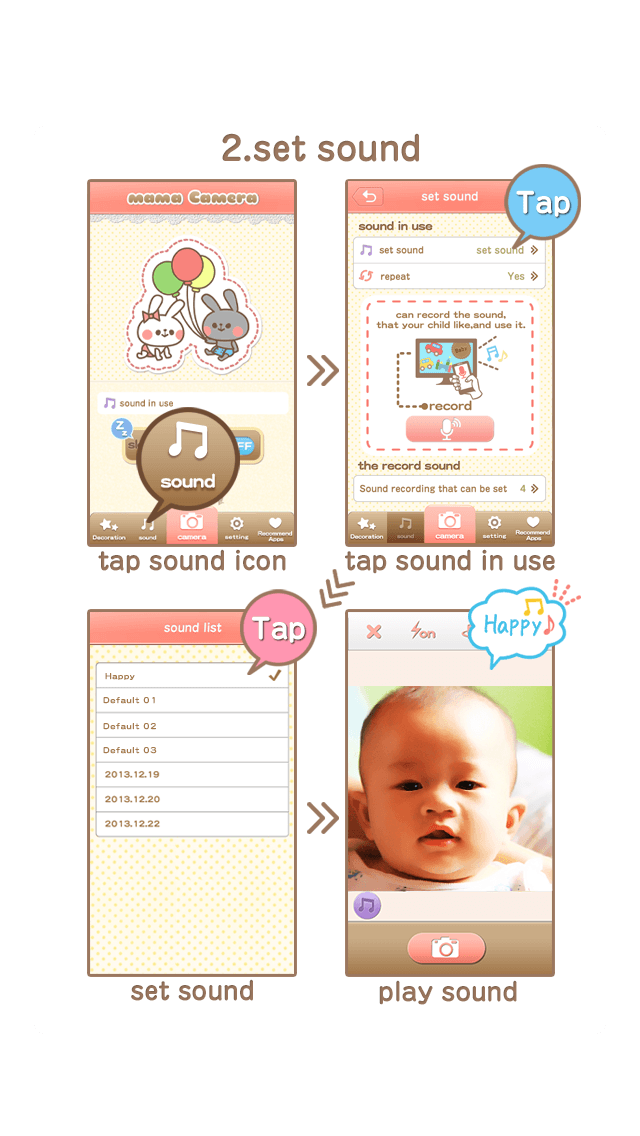 2.set sound
mama Camera
sound in use
Z
z
sl
FF
sound
Decoration
sound
camera
setting
Recommend
Apps
tap sound icon
set sound
Tap
sound in use
set sound
set sound
repeat
Yes
can record the sound,
that your child like,and use it.
record
the record sound
Sound recording that can be set
4
Decoration
sound
camera
setting
Recommend
Apps
tap sound in use
sound list
Tap
Happy
Default 01
Default 02
Default 03
2013.12.19
2013.12.20
2013.12.22
set sound
on
Happy
play sound